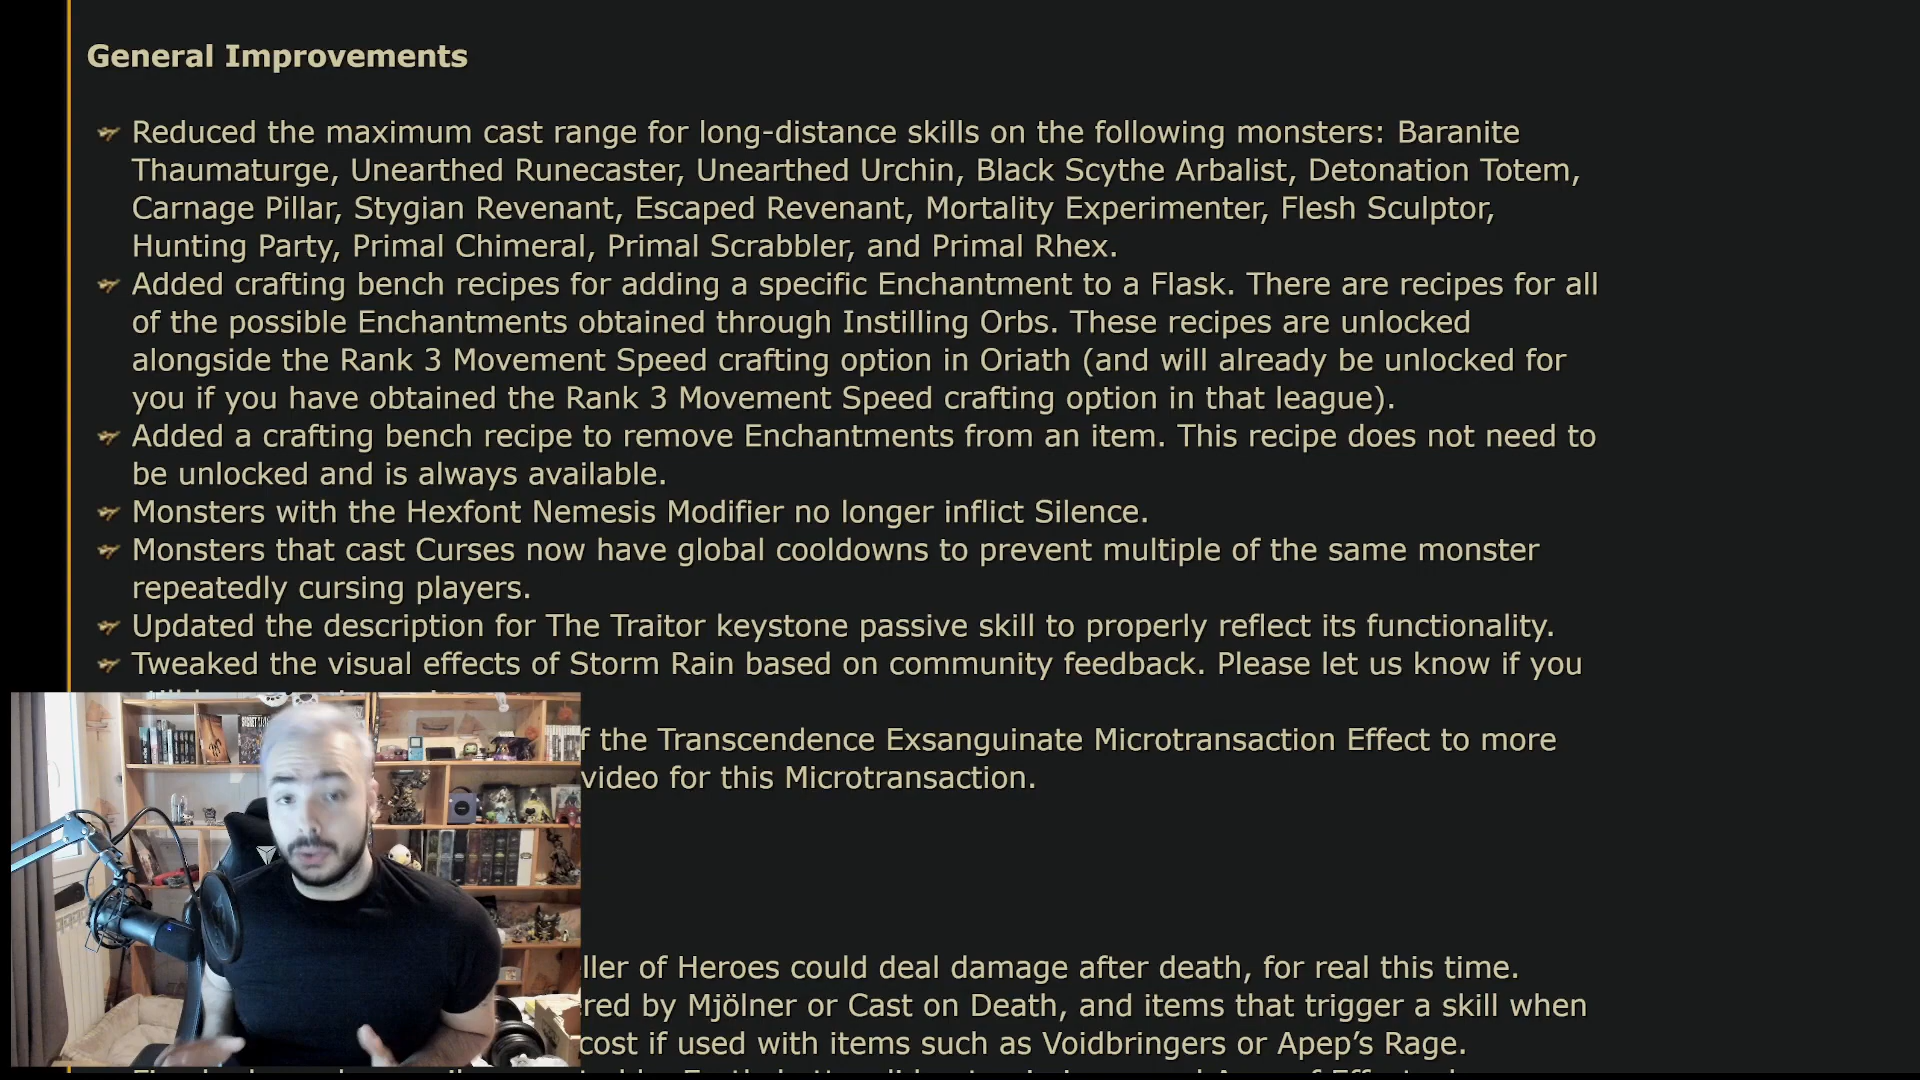 General Improvements
Reduced the maximum cast range for long-distance skills on the following monsters: Baranite
Thaumaturge, Unearthed Runecaster, Unearthed Urchin, Black Scythe Arbalist, Detonation Totem,
Carnage Pillar, Stygian Revenant, Escaped Revenant, Mortality Experimenter, Flesh Sculptor,
Hunting Party, Primal Chimeral, Primal Scrabbler, and Primal Rhex.
Added crafting bench recipes for adding a specific Enchantment to a Flask. There are recipes for all
of the possible Enchantments obtained through Instilling Orbs. These recipes are unlocked
alongside the Rank 3 Movement Speed crafting option in Oriath (and will already be unlocked for
you if you have obtained the Rank 3 Movement Speed crafting option in that league).
Added a crafting bench recipe to remove Enchantments from an item. This recipe does not need to
be unlocked and is always available.
Monsters with the Hexfont Nemesis Modifier no longer inflict Silence.
Monsters that cast Curses now have global cooldowns to prevent multiple of the same monster
repeatedly cursing players.
Updated the description for The Traitor keystone passive skill to properly reflect its functionality.
Tweaked the visual effects of Storm Rain based on community feedback. Please let us know if you
f the Transcendence Exsanguinate Microtransaction Effect to more
video for this Microtransaction.
ller of Heroes could deal damage after death, for real this time.
red by Mjölner or Cast on Death, and items that trigger a skill when
cost if used with items such as Voidbringers or Apep's Rage.